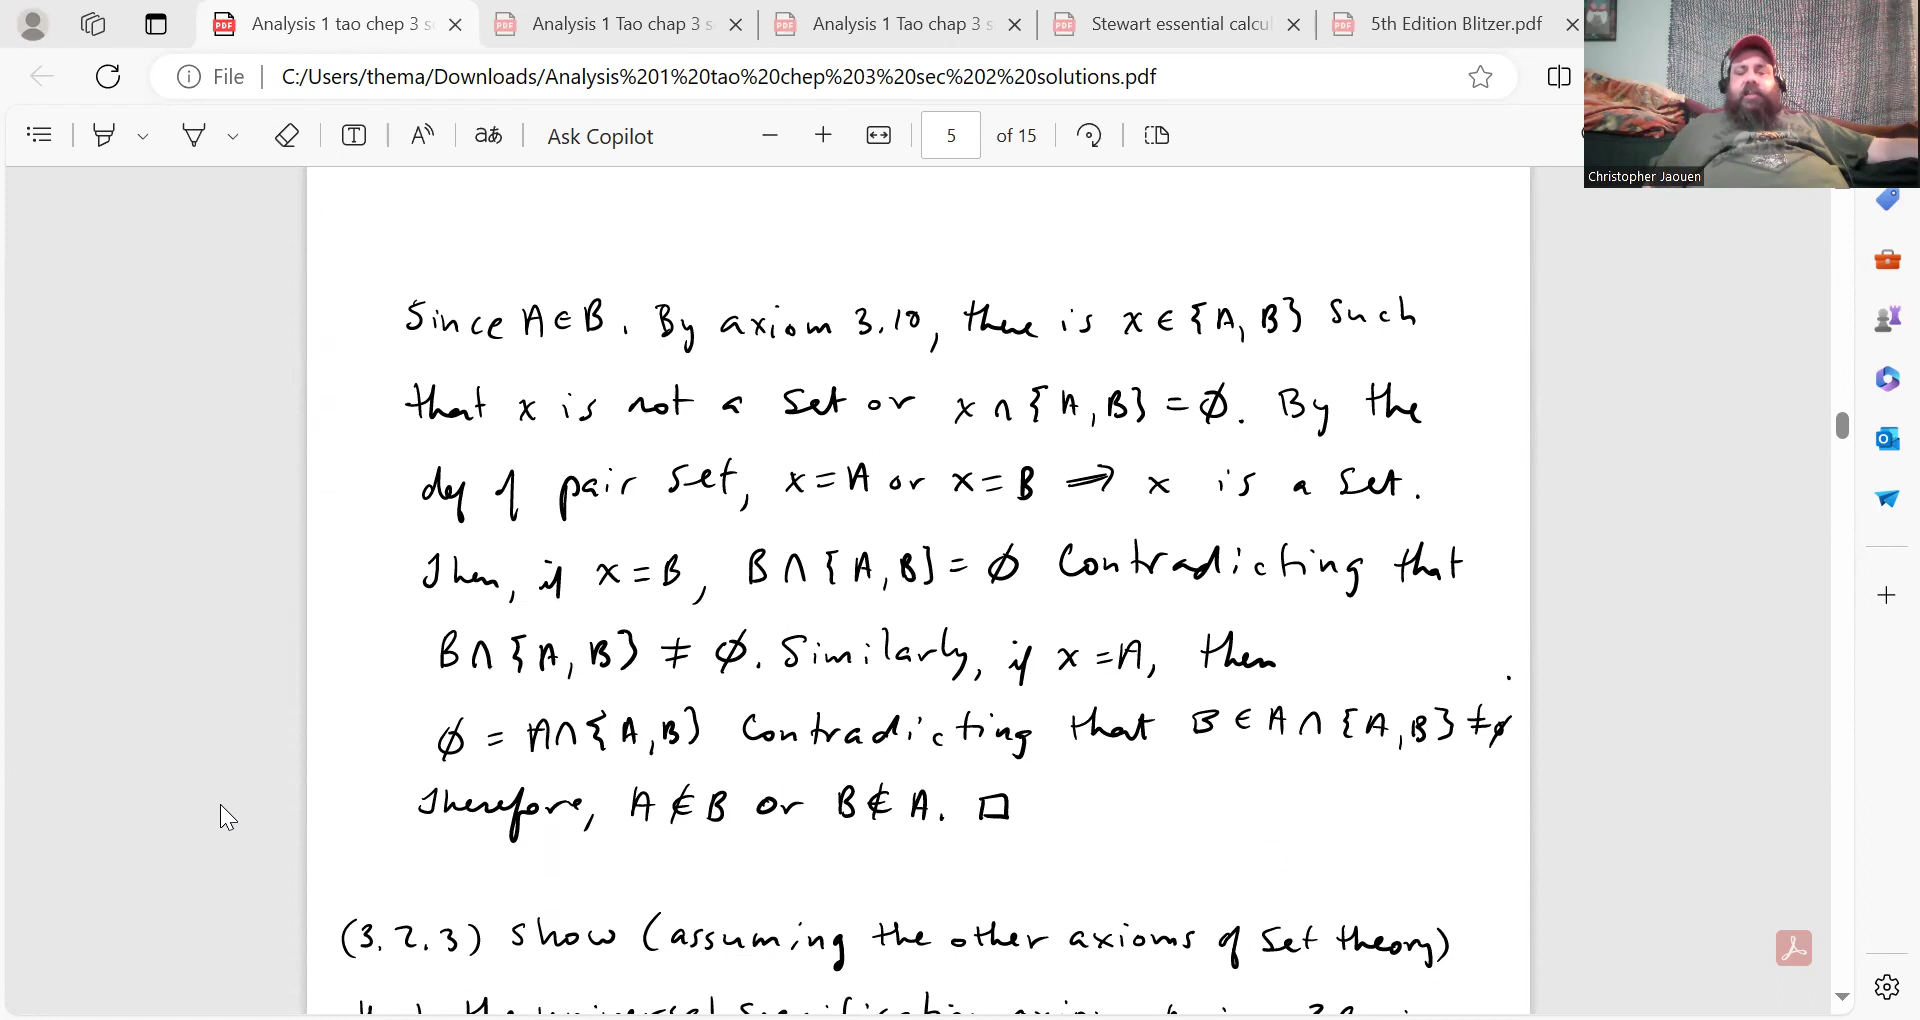 Analysis 1 tao chep 3 s
Analysis 1 Tao chap 3 s
Analysis 1 Tao chap 3 s
Stewart essential calcu
5th Edition Blitzer.pdf
File
C:/Users/thema/Downloads/Analysis%201%20tao%20chep%203%20sec%202%20solutions.pdf
Ask Copilot
5
of 15
Christopher Jaouen
Since A∈B. By axiom 3.10, there is x ∈ {A, B} such
that x is not a set or x ∩ {A, B} = ∅. By the
def of pair set, x = A or x = B ⟹ x is a set.
Then, if x = B, B ∩ {A, B} = ∅ Contradicting that
B ∩ {A, B} ≠ ∅. Similarly, if x = A, then
∅ = A∩{A, B} Contradicting that B ∈ A ∩ {A, B} ≠ ∅
Therefore, A ∉ B or B ∉ A. □
(3.2.3) Show (assuming the other axioms of set theory)